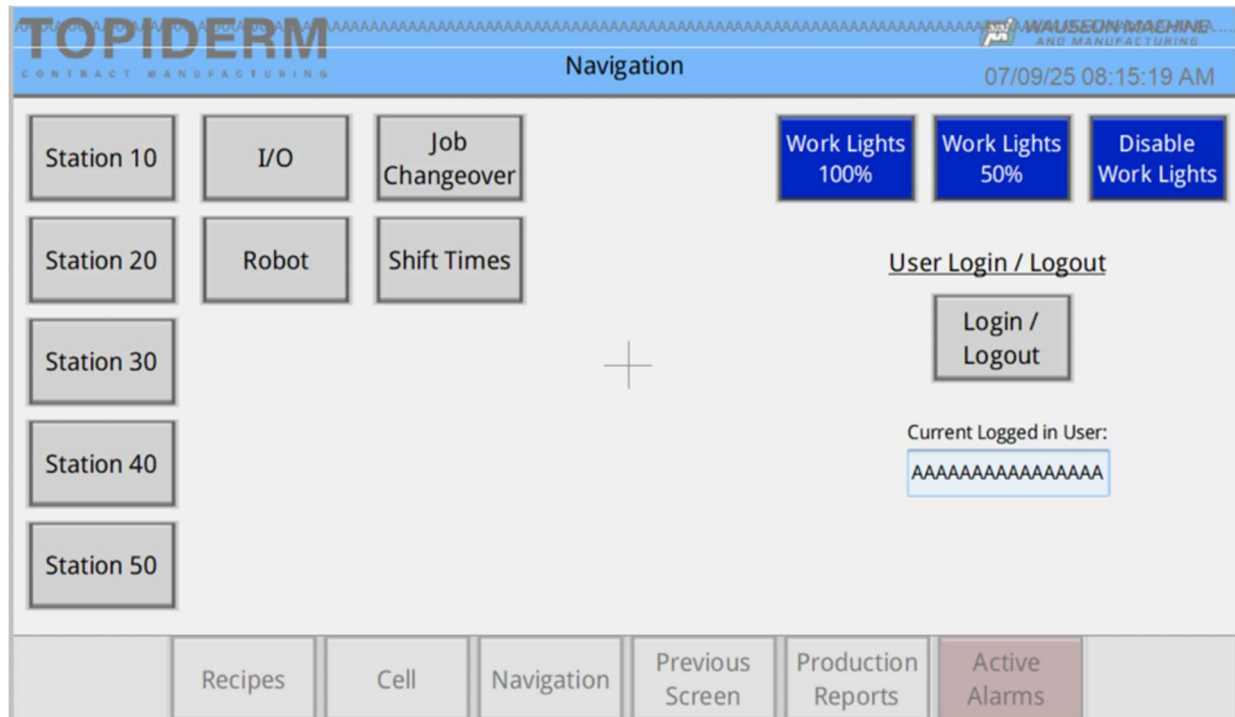 TOPIDERM
CONTRACT MANUFACTURING
WAUSEON MACHINE
AND MANUFACTURING
Navigation
07/09/25 08:15:19 AM
Station 10
I/O
Job
Changeover
Work Lights
100%
Work Lights
50%
Disable
Work Lights
Station 20
Robot
Shift Times
User Login / Logout
Login /
Logout
Station 30
Current Logged in User:
AAAAAAAAAAAAAAAA
Station 40
Station 50
Recipes
Cell
Navigation
Previous
Screen
Production
Reports
Active
Alarms